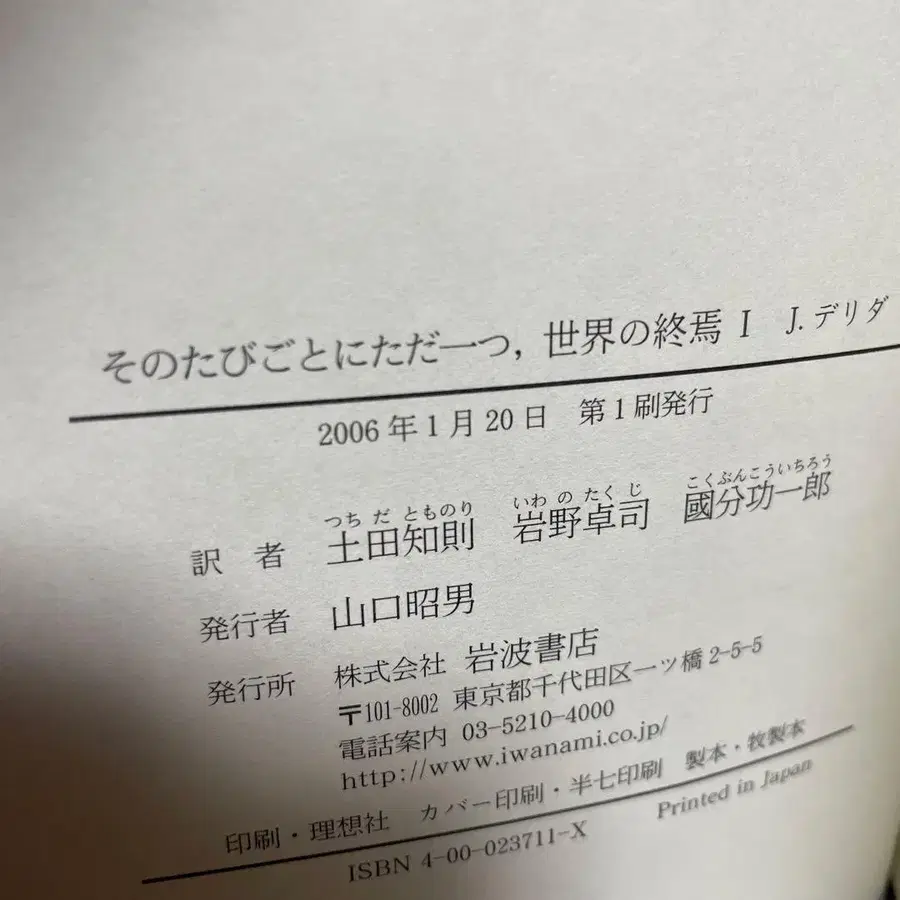 そのたびごとにただ一つ, 世界の終焉 I J. デリダ
2006年1月20日 第1刷発行
つちだとものり いわのたくじ こくぶんこういちろう
訳者 土田知則 岩野卓司 國分功一郎
発行者 山口昭男
発行所 株式会社 岩波書店
〒101-8002 東京都千代田区一ツ橋2-5-5
電話案内 03-5210-4000
http://www.iwanami.co.jp/
印刷・理想社 カバー印刷・半七印刷 製本・牧製本
ISBN 4-00-023711-X Printed in Japan